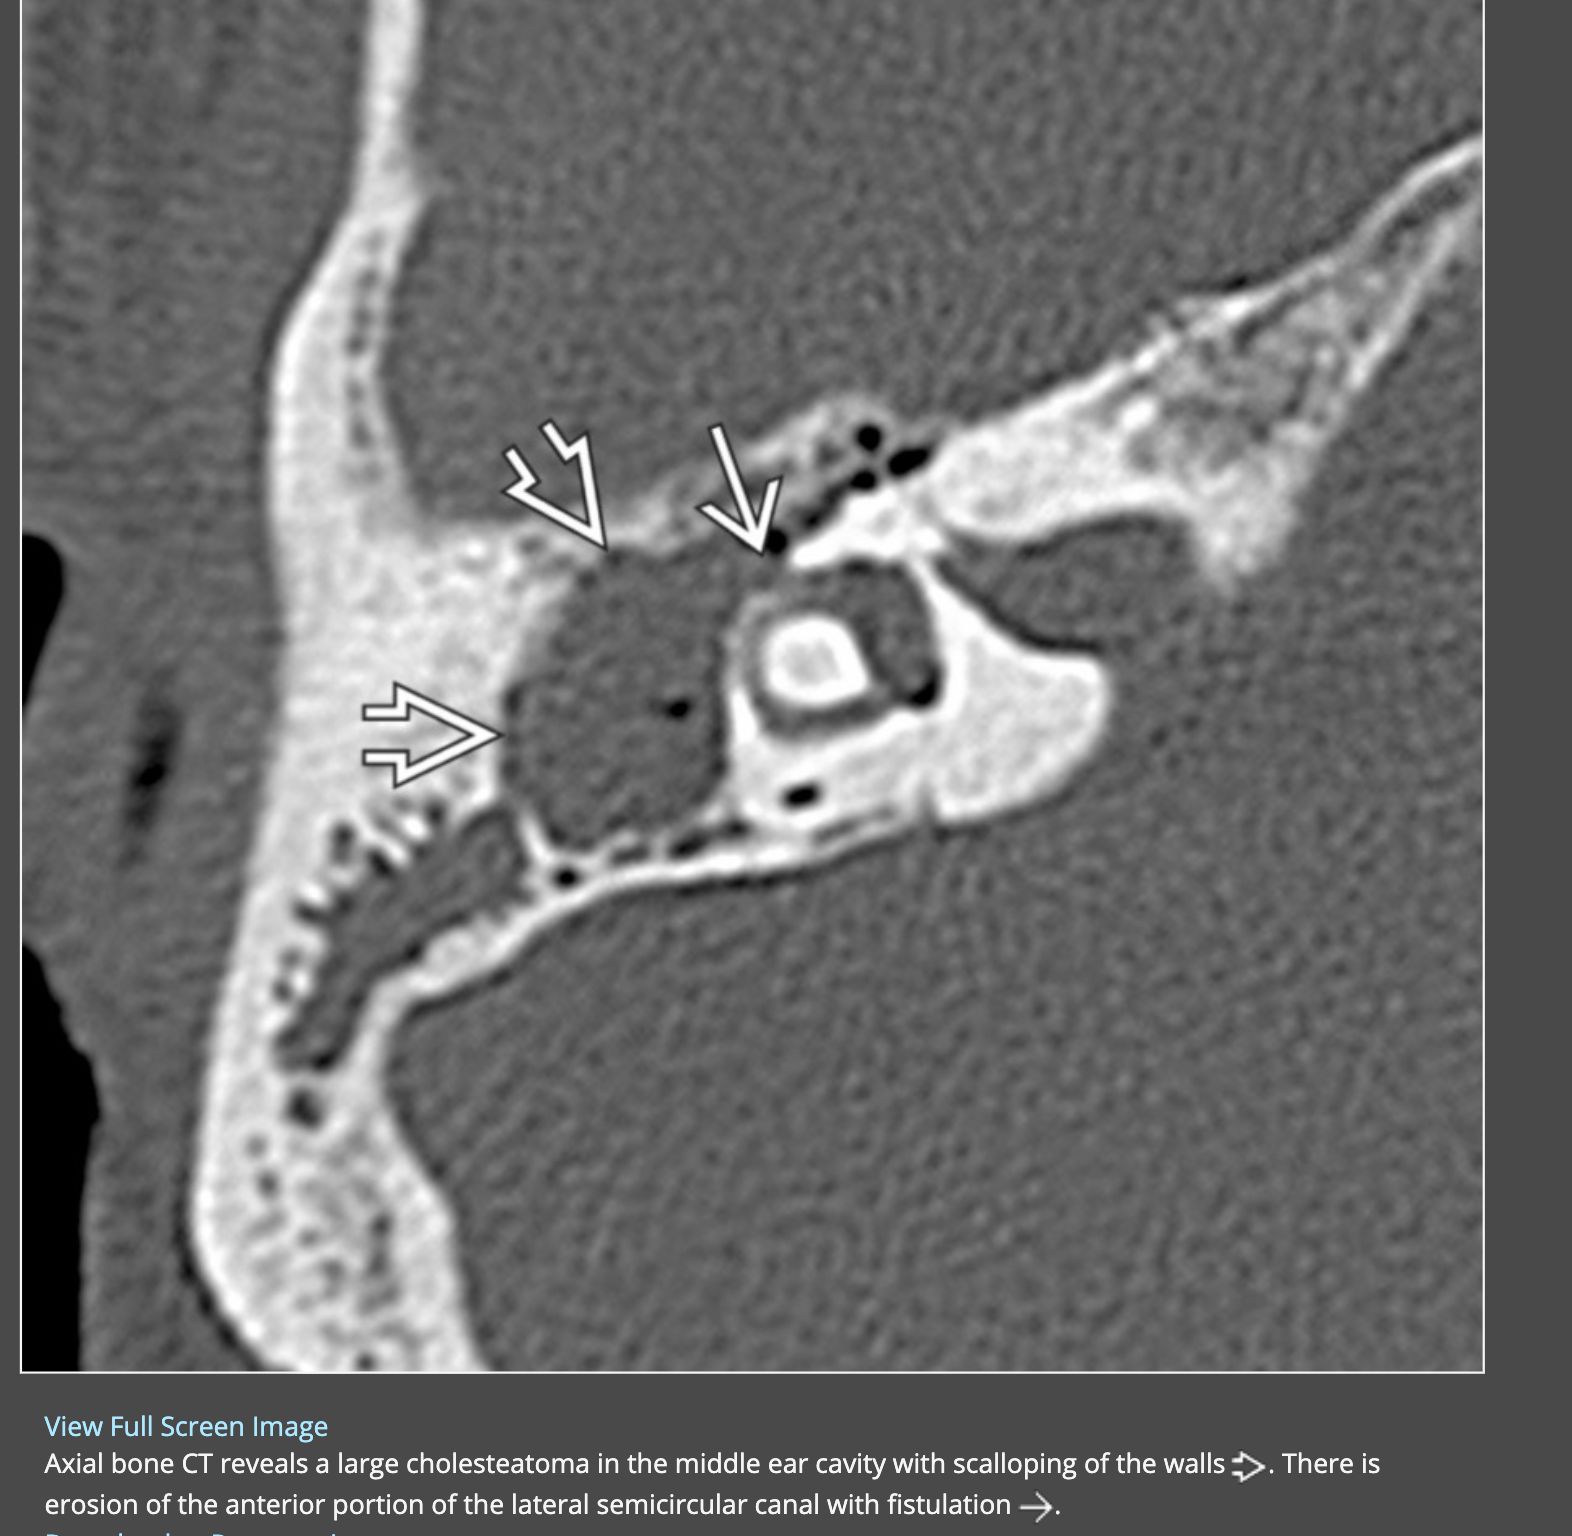 View Full Screen Image
Axial bone CT reveals a large cholesteatoma in the middle ear cavity with scalloping of the walls . There is
erosion of the anterior portion of the lateral semicircular canal with fistulation .